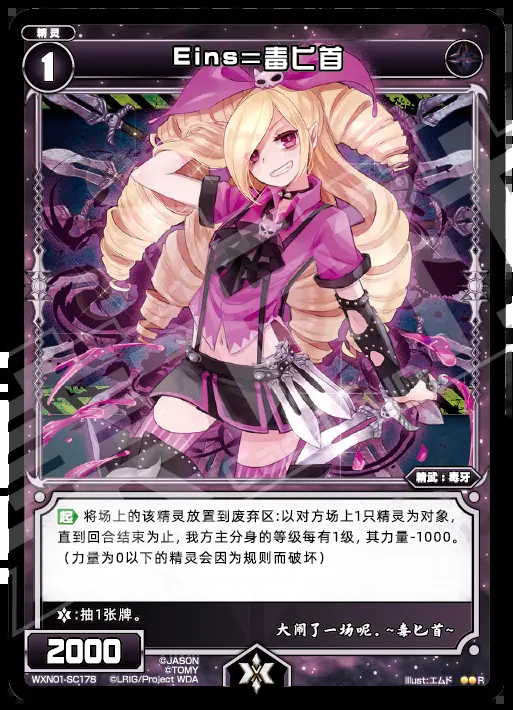 精灵
1
Eins=毒匕首
精武:毒牙
起 将场上的该精灵放置到废弃区:以对方场上1只精灵为对象,
直到回合结束为止,我方主分身的等级每有1级,其力量-1000。
(力量为0以下的精灵会因为规则而破坏)
:抽1张牌。
大闹了一场呢.~毒匕首~
2000
©JASON
©TOMY
WXN01-SC178 ©LRIG/Project WDA
Illust:エムド
R